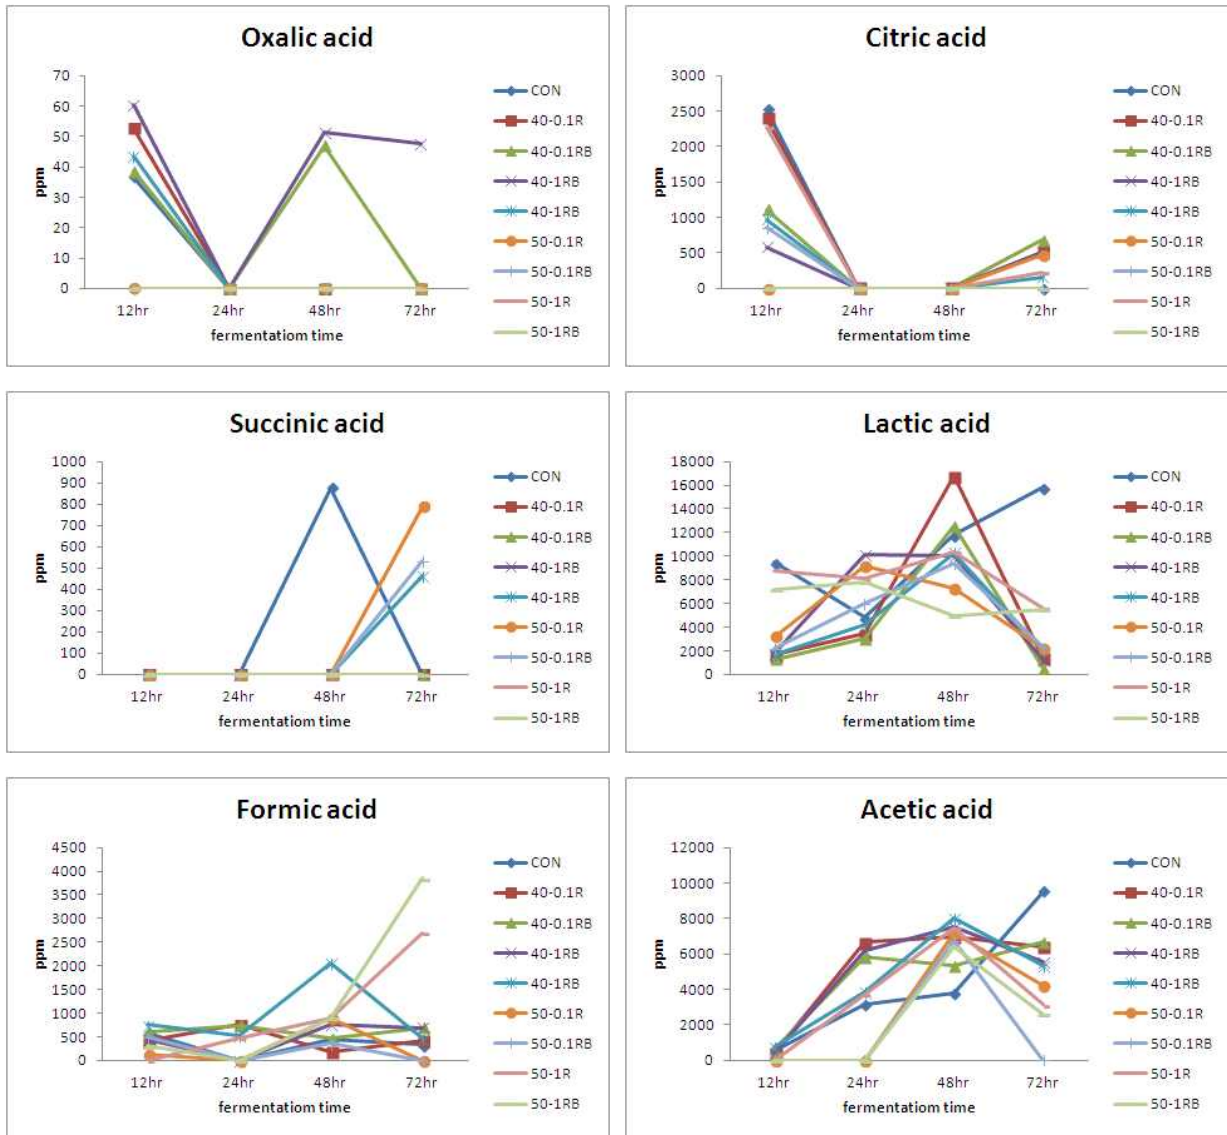 Oxalic acid
70
60
50
40
30
20
10
0
ppm
12hr 24hr 48hr 72hr
fermentatiom time
CON
40-0.1R
40-0.1RB
40-1RB
40-1RB
50-0.1R
50-0.1RB
50-1R
50-1RB
Citric acid
3000
2500
2000
1500
1000
500
0
ppm
12hr 24hr 48hr 72hr
fermentatiom time
CON
40-0.1R
40-0.1RB
40-1RB
40-1RB
50-0.1R
50-0.1RB
50-1R
50-1RB
Succinic acid
1000
900
800
700
600
500
400
300
200
100
0
ppm
12hr 24hr 48hr 72hr
fermentatiom time
CON
40-0.1R
40-0.1RB
40-1RB
40-1RB
50-0.1R
50-0.1RB
50-1R
50-1RB
Lactic acid
18000
16000
14000
12000
10000
8000
6000
4000
2000
0
ppm
12hr 24hr 48hr 72hr
fermentatiom time
CON
40-0.1R
40-0.1RB
40-1RB
40-1RB
50-0.1R
50-0.1RB
50-1R
50-1RB
Formic acid
4500
4000
3500
3000
2500
2000
1500
1000
500
0
ppm
12hr 24hr 48hr 72hr
fermentatiom time
CON
40-0.1R
40-0.1RB
40-1RB
40-1RB
50-0.1R
50-0.1RB
50-1R
50-1RB
Acetic acid
12000
10000
8000
6000
4000
2000
0
ppm
12hr 24hr 48hr 72hr
fermentatiom time
CON
40-0.1R
40-0.1RB
40-1RB
40-1RB
50-0.1R
50-0.1RB
50-1R
50-1RB